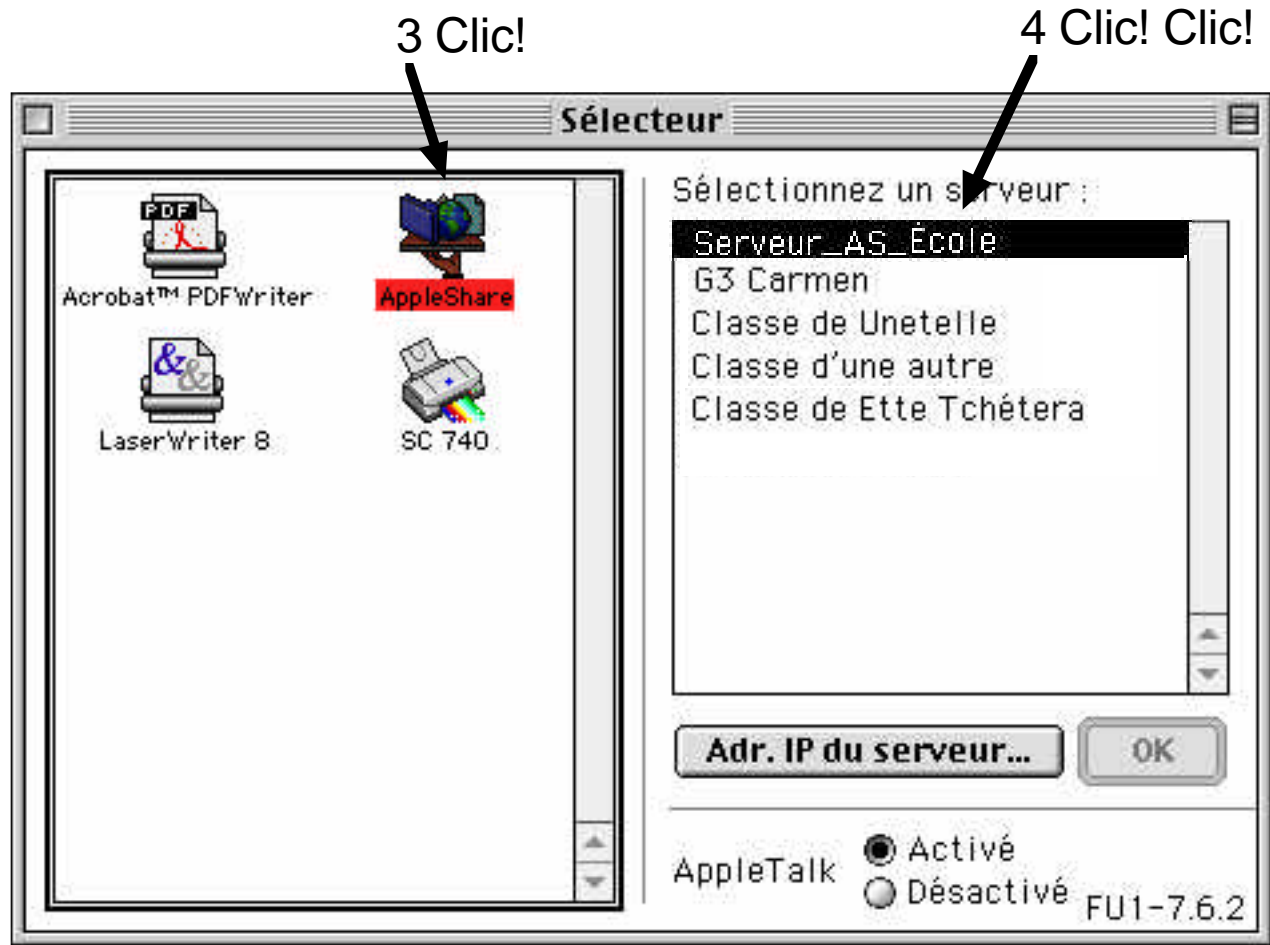 3 Clic!
4 Clic! Clic!
Sélecteur
PDF
Acrobat™ PDFWriter
AppleShare
&&
LaserWriter 8
SC 740
Sélectionnez un serveur :
Serveur_AS_École
G3 Carmen
Classe de Unetelle
Classe d'une autre
Classe de Ette Tchétera
Adr. IP du serveur...
OK
AppleTalk
Activé
Désactivé
FU1-7.6.2